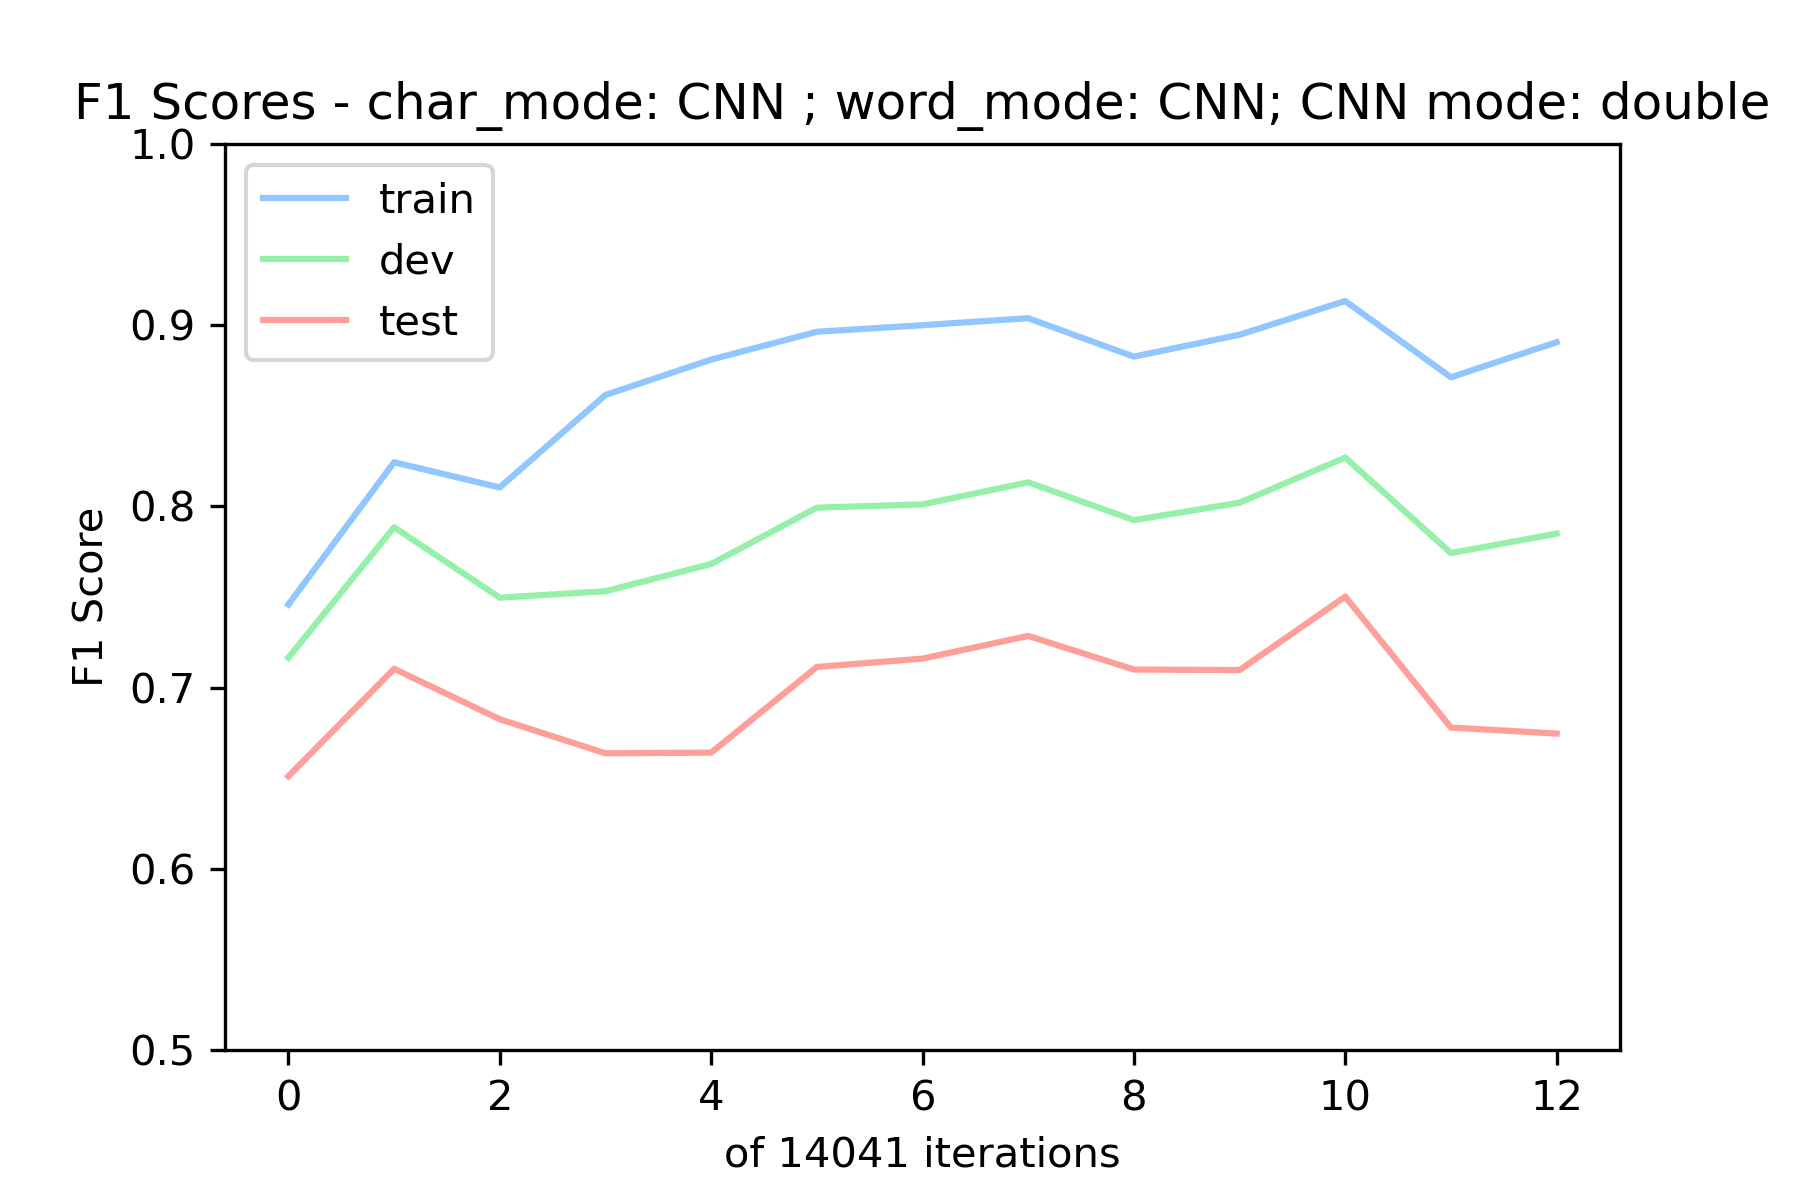 F1 Scores - char_mode: CNN ; word_mode: CNN; CNN mode: double
1.0
0.9
0.8
0.7
0.6
0.5
F1 Score
train
dev
test
0 2 4 6 8 10 12
of 14041 iterations